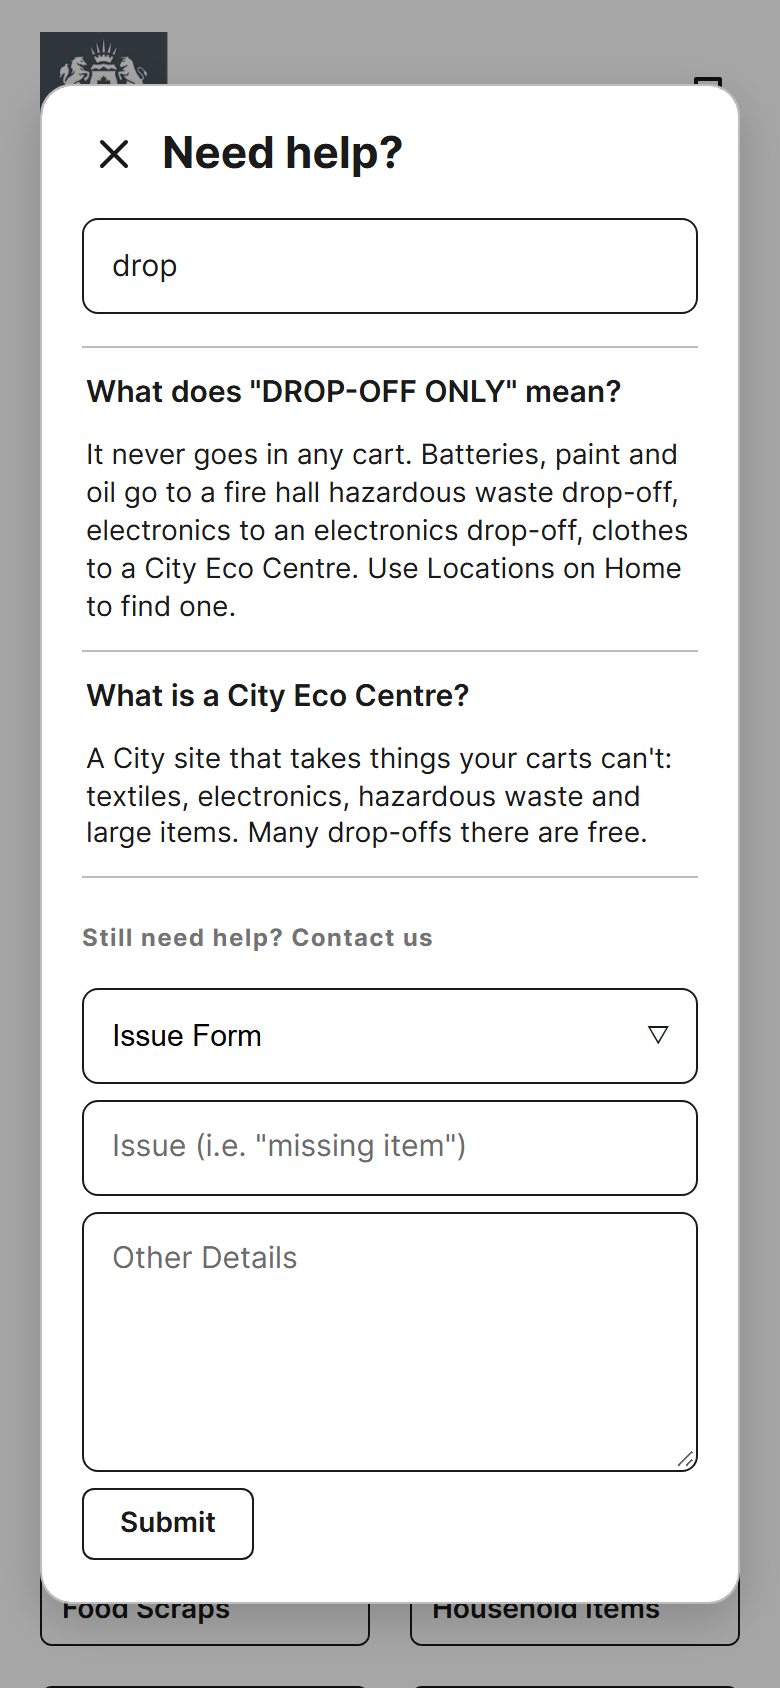 Need help?
drop
What does "DROP-OFF ONLY" mean?
It never goes in any cart. Batteries, paint and
oil go to a fire hall hazardous waste drop-off,
electronics to an electronics drop-off, clothes
to a City Eco Centre. Use Locations on Home
to find one.
What is a City Eco Centre?
A City site that takes things your carts can't:
textiles, electronics, hazardous waste and
large items. Many drop-offs there are free.
Still need help? Contact us
Issue Form
Issue (i.e. "missing item")
Other Details
Submit
Food Scraps
Household Items